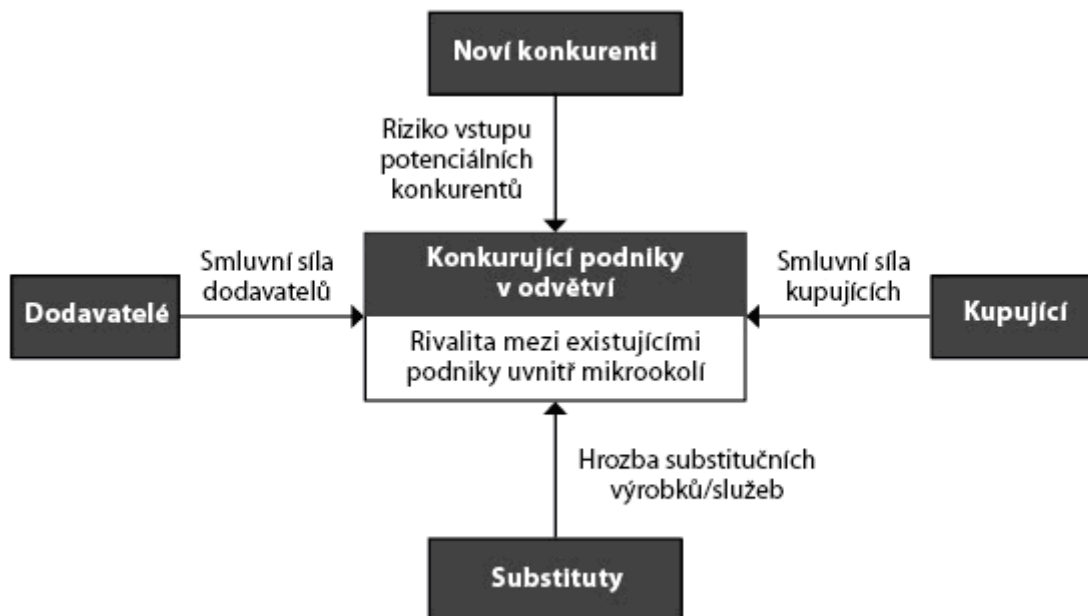 Noví konkurenti
Riziko vstupu
potenciálních
konkurentů
Smluvní síla
dodavatelů
Konkurující podniky
v odvětví
Smluvní síla
kupujících
Dodavatelé
Kupující
Rivalita mezi existujícími
podniky uvnitř mikrookolí
Hrozba substitučních
výrobků/služeb
Substituty